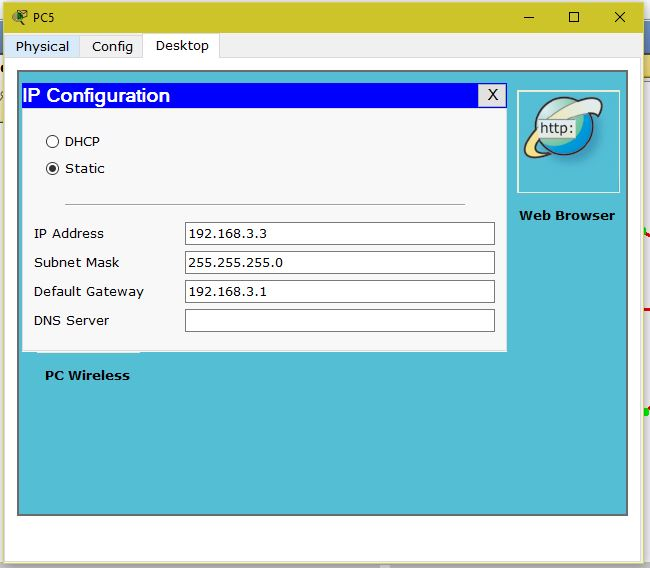 PC5
Physical Config Desktop
IP Configuration X
http:
DHCP
Static
Web Browser
IP Address 192.168.3.3
Subnet Mask 255.255.255.0
Default Gateway 192.168.3.1
DNS Server
PC Wireless